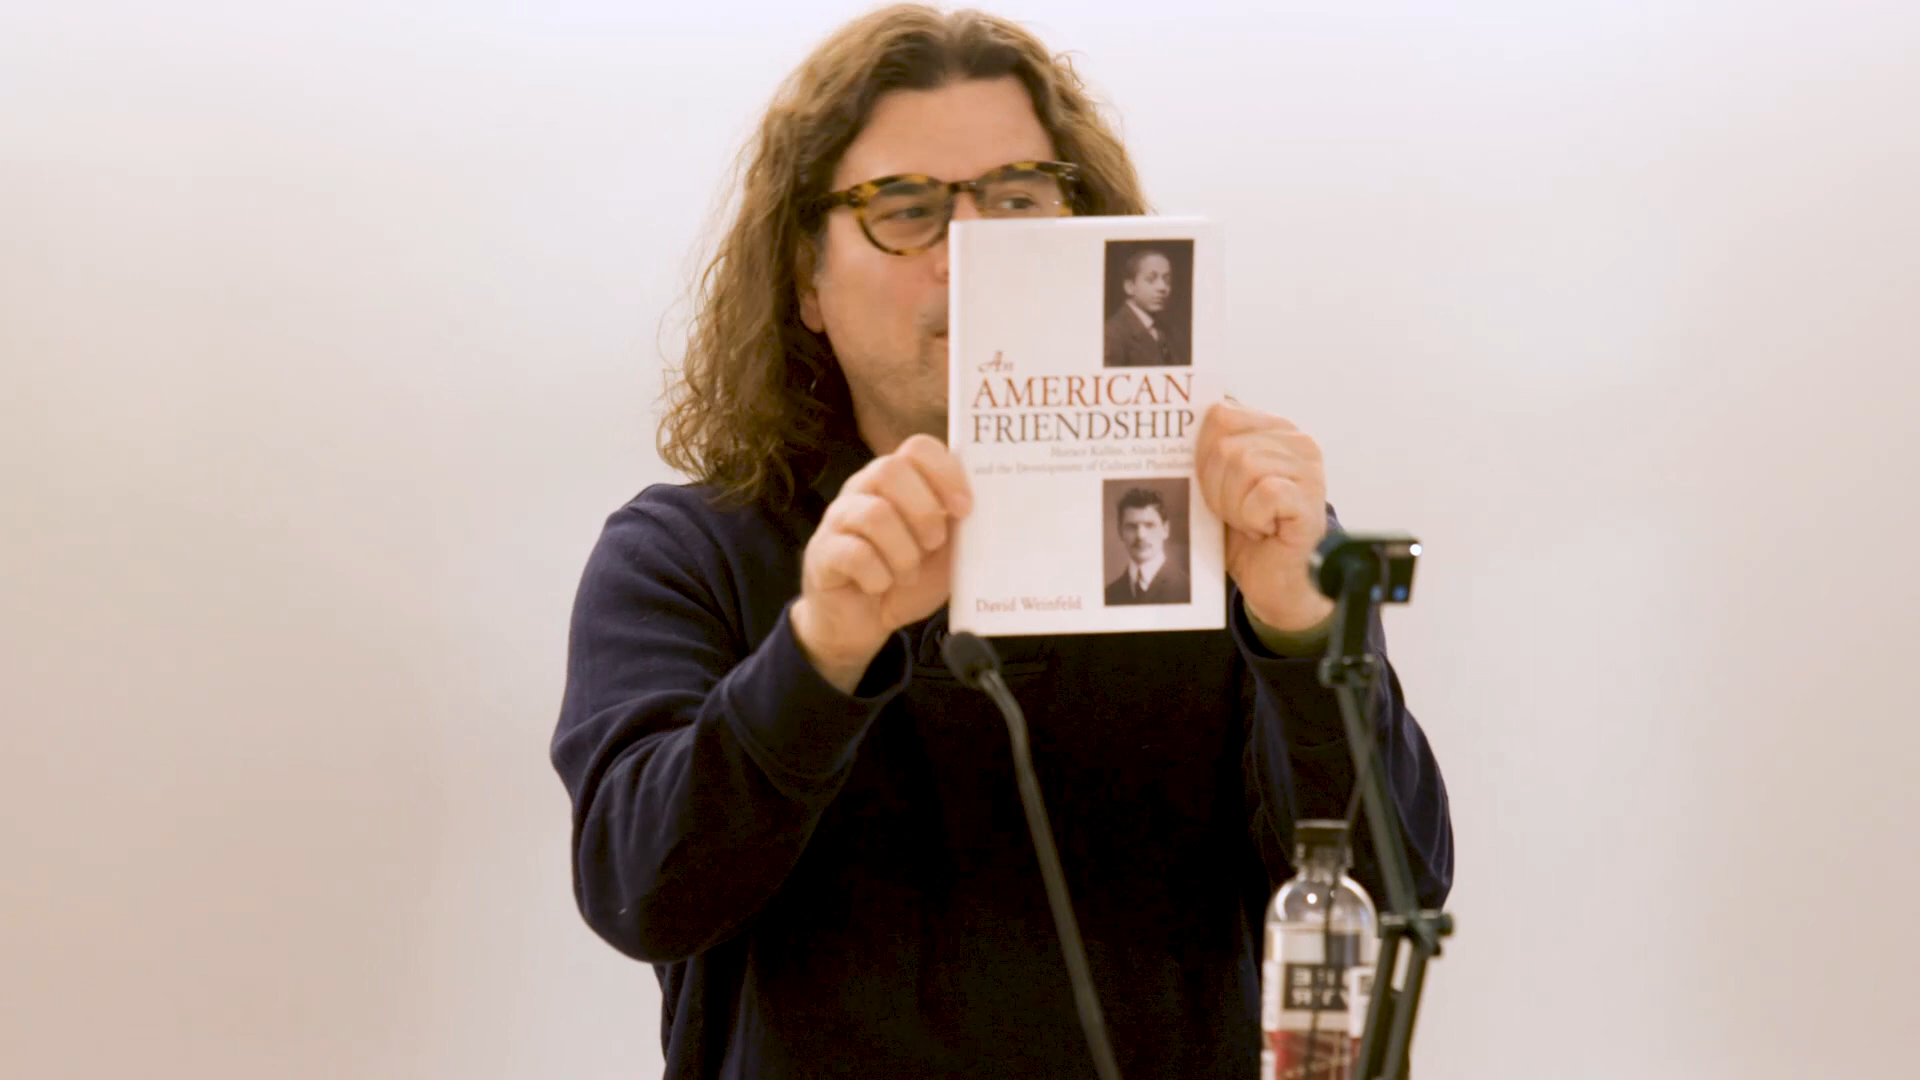 An
AMERICAN
FRIENDSHIP
Horace Kallen, Alain Locke,
and the Development of Cultural Pluralism
David Weinfeld